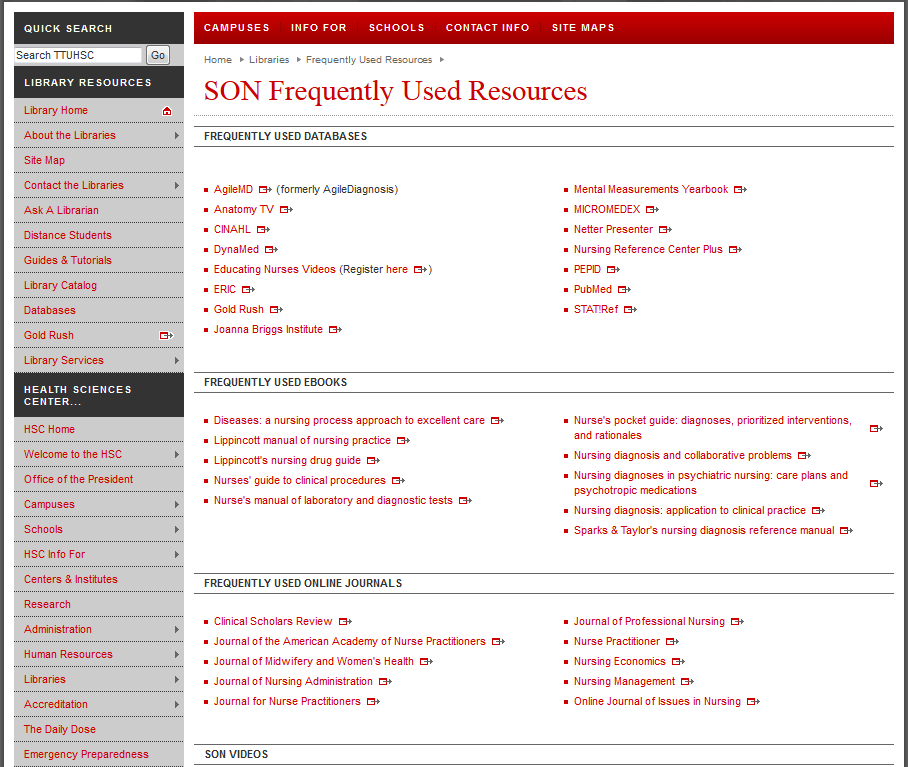 QUICK SEARCH
Search TTUHSC Go
LIBRARY RESOURCES
Library Home
About the Libraries
Site Map
Contact the Libraries
Ask A Librarian
Distance Students
Guides & Tutorials
Library Catalog
Databases
Gold Rush
Library Services
HEALTH SCIENCES
CENTER...
HSC Home
Welcome to the HSC
Office of the President
Campuses
Schools
HSC Info For
Centers & Institutes
Research
Administration
Human Resources
Libraries
Accreditation
The Daily Dose
Emergency Preparedness
CAMPUSES INFO FOR SCHOOLS CONTACT INFO SITE MAPS
Home Libraries Frequently Used Resources
SON Frequently Used Resources
FREQUENTLY USED DATABASES
AgileMD (formerly AgileDiagnosis)
Anatomy TV
CINAHL
DynaMed
Educating Nurses Videos (Register here )
ERIC
Gold Rush
Joanna Briggs Institute
Mental Measurements Yearbook
MICROMEDEX
Netter Presenter
Nursing Reference Center Plus
PEPID
PubMed
STAT!Ref
FREQUENTLY USED EBOOKS
Diseases: a nursing process approach to excellent care
Lippincott manual of nursing practice
Lippincott's nursing drug guide
Nurses' guide to clinical procedures
Nurse's manual of laboratory and diagnostic tests
Nurse's pocket guide: diagnoses, prioritized interventions,
and rationales
Nursing diagnosis and collaborative problems
Nursing diagnoses in psychiatric nursing: care plans and
psychotropic medications
Nursing diagnosis: application to clinical practice
Sparks & Taylor's nursing diagnosis reference manual
FREQUENTLY USED ONLINE JOURNALS
Clinical Scholars Review
Journal of the American Academy of Nurse Practitioners
Journal of Midwifery and Women's Health
Journal of Nursing Administration
Journal for Nurse Practitioners
Journal of Professional Nursing
Nurse Practitioner
Nursing Economics
Nursing Management
Online Journal of Issues in Nursing
SON VIDEOS